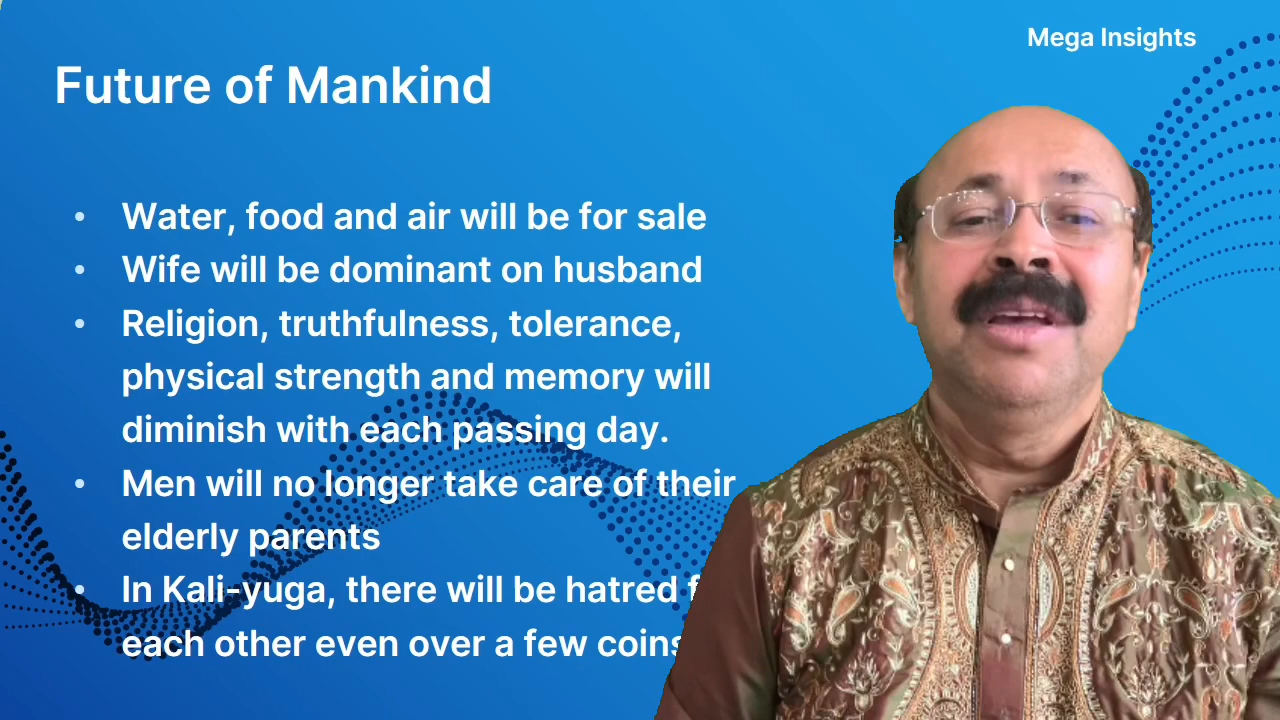 Mega Insights
Future of Mankind
• Water, food and air will be for sale
• Wife will be dominant on husband
• Religion, truthfulness, tolerance,
physical strength and memory will
diminish with each passing day.
• Men will no longer take care of their
elderly parents
• In Kali-yuga, there will be hatred
each other even over a few coins